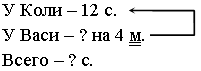 У Коли – 12 с.
У Васи – ? на 4 м.
Всего – ? с.